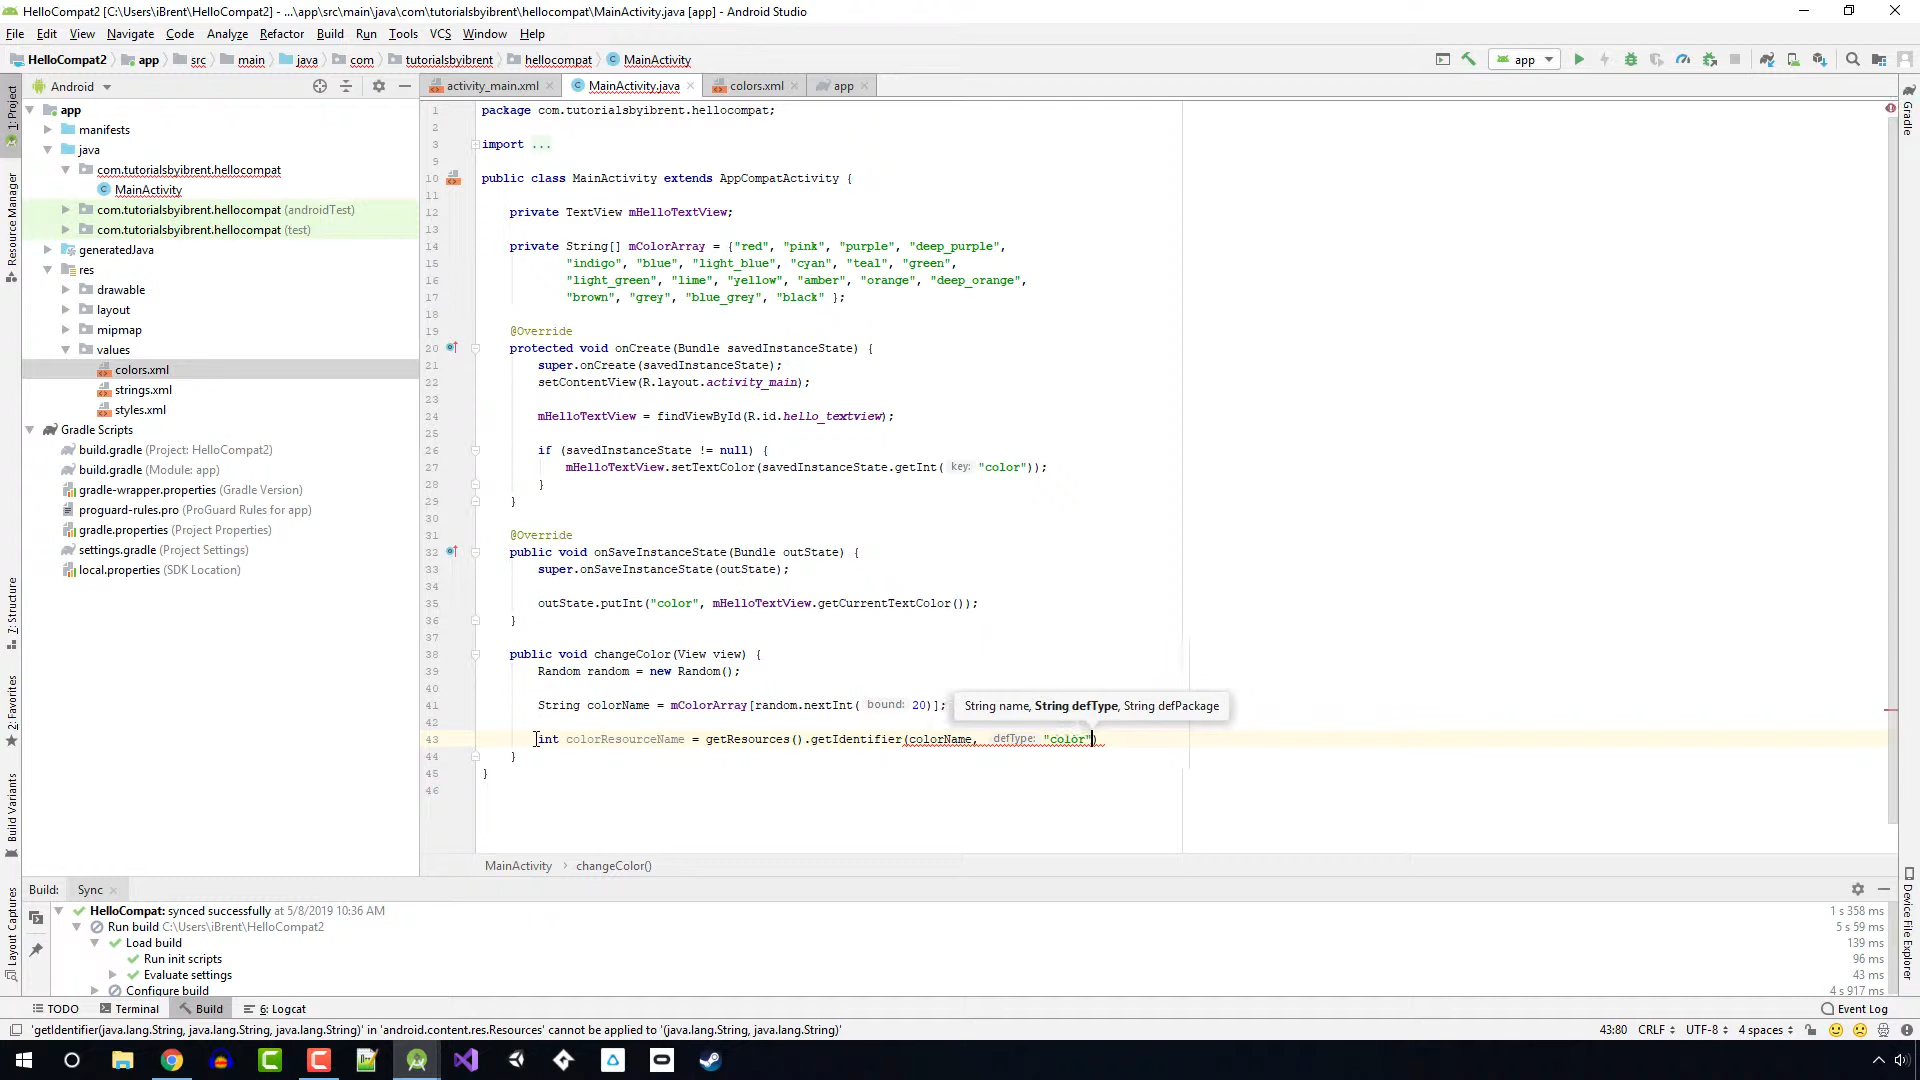 HelloCompat2 [C:\Users\iBrent\HelloCompat2] - ...\app\src\main\java\com\tutorialsbyibrent\hellocompat\MainActivity.java [app] - Android Studio
File Edit View Navigate Code Analyze Refactor Build Run Tools VCS Window Help
HelloCompat2 app src main java com tutorialsbyibrent hellocompat MainActivity
app
Android
activity_main.xml MainActivity.java colors.xml app
1: Project
Resource Manager
7: Structure
2: Favorites
Build Variants
Layout Captures
app
manifests
java
com.tutorialsbyibrent.hellocompat
MainActivity
com.tutorialsbyibrent.hellocompat (androidTest)
com.tutorialsbyibrent.hellocompat (test)
generatedJava
res
drawable
layout
mipmap
values
colors.xml
strings.xml
styles.xml
Gradle Scripts
build.gradle (Project: HelloCompat2)
build.gradle (Module: app)
gradle-wrapper.properties (Gradle Version)
proguard-rules.pro (ProGuard Rules for app)
gradle.properties (Project Properties)
settings.gradle (Project Settings)
local.properties (SDK Location)
1 package com.tutorialsbyibrent.hellocompat;
2
3 import ...
9
10 public class MainActivity extends AppCompatActivity {
11
12 private TextView mHelloTextView;
13
14 private String[] mColorArray = {"red", "pink", "purple", "deep_purple",
15 "indigo", "blue", "light_blue", "cyan", "teal", "green",
16 "light_green", "lime", "yellow", "amber", "orange", "deep_orange",
17 "brown", "grey", "blue_grey", "black" };
18
19 @Override
20 protected void onCreate(Bundle savedInstanceState) {
21 super.onCreate(savedInstanceState);
22 setContentView(R.layout.activity_main);
23
24 mHelloTextView = findViewById(R.id.hello_textview);
25
26 if (savedInstanceState != null) {
27 mHelloTextView.setTextColor(savedInstanceState.getInt( key: "color"));
28 }
29 }
30
31 @Override
32 public void onSaveInstanceState(Bundle outState) {
33 super.onSaveInstanceState(outState);
34
35 outState.putInt("color", mHelloTextView.getCurrentTextColor());
36 }
37
38 public void changeColor(View view) {
39 Random random = new Random();
40
41 String colorName = mColorArray[random.nextInt( bound: 20)];
String name, String defType, String defPackage
42
43 int colorResourceName = getResources().getIdentifier(colorName, defType: "color")
44 }
45 }
46
MainActivity changeColor()
Gradle
Device File Explorer
Build: Sync
HelloCompat: synced successfully at 5/8/2019 10:36 AM 1 s 358 ms
Run build C:\Users\iBrent\HelloCompat2 5 s 59 ms
Load build 139 ms
Run init scripts 96 ms
Evaluate settings 43 ms
Configure build 4 s 917 ms
TODO Terminal Build 6: Logcat Event Log
'getIdentifier(java.lang.String, java.lang.String, java.lang.String)' in 'android.content.res.Resources' cannot be applied to '(java.lang.String, java.lang.String)' 43:80 CRLF UTF-8 4 spaces